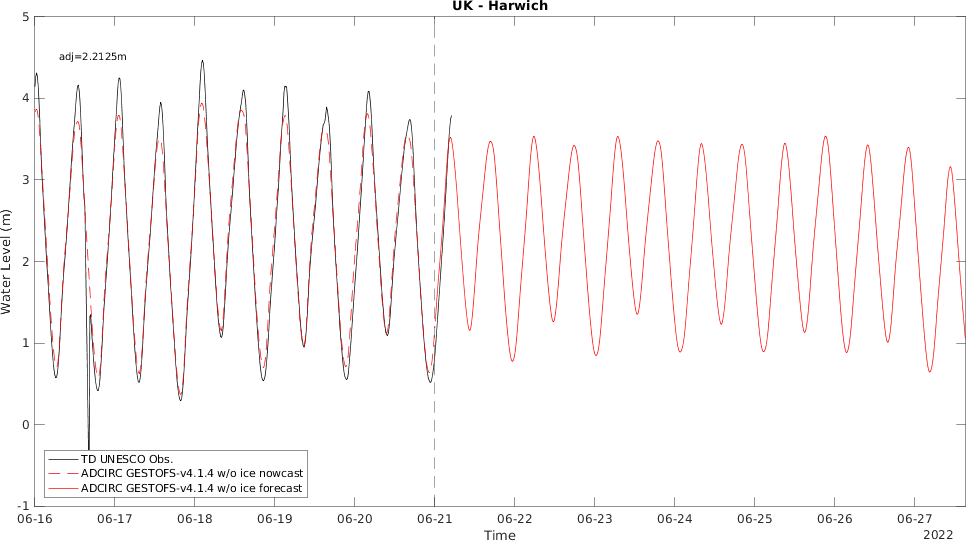 UK - Harwich
5
adj=2.2125m
4
3
2
1
0
-1
Water Level (m)
TD UNESCO Obs.
ADCIRC GESTOFS-v4.1.4 w/o ice nowcast
ADCIRC GESTOFS-v4.1.4 w/o ice forecast
06-16 06-17 06-18 06-19 06-20 06-21 06-22 06-23 06-24 06-25 06-26 06-27
Time
2022